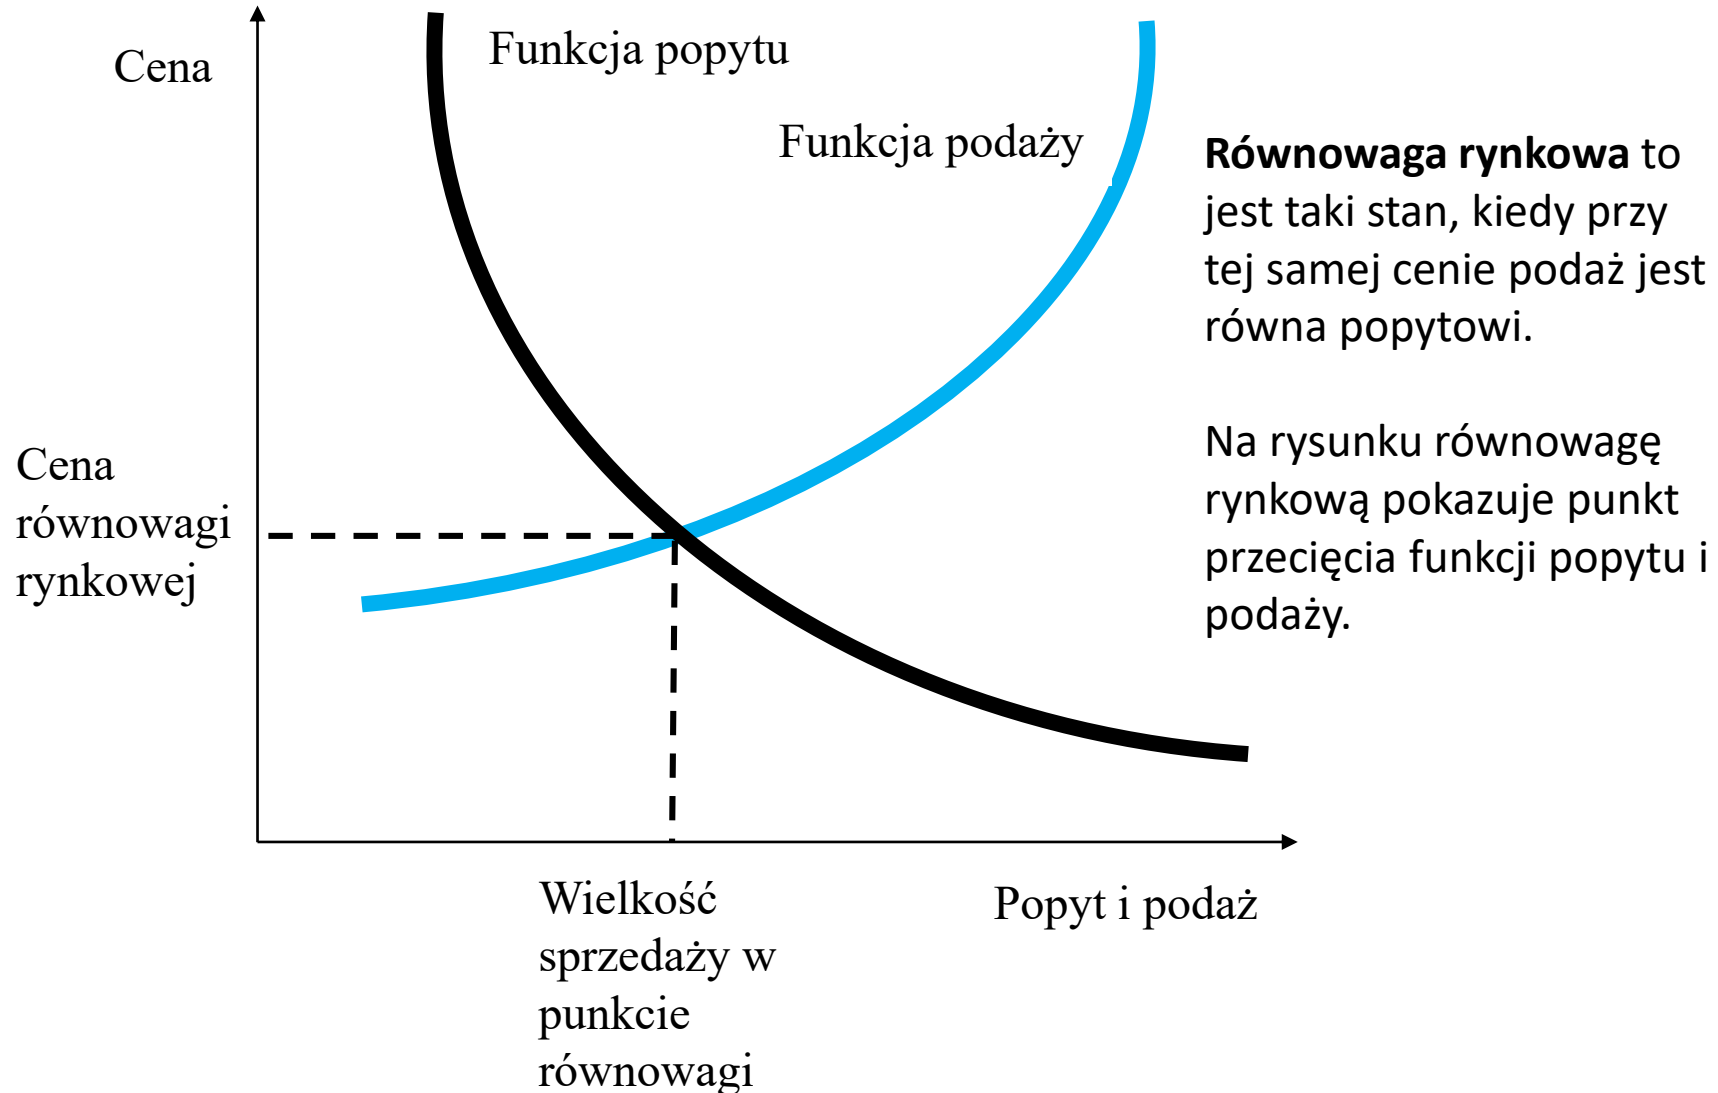 Cena
Funkcja popytu
Funkcja podaży
Równowaga rynkowa to
jest taki stan, kiedy przy
tej samej cenie podaż jest
równa popytowi.
Na rysunku równowagę
rynkową pokazuje punkt
przecięcia funkcji popytu i
podaży.
Cena
równowagi
rynkowej
Wielkość
sprzedaży w
punkcie
równowagi
Popyt i podaż